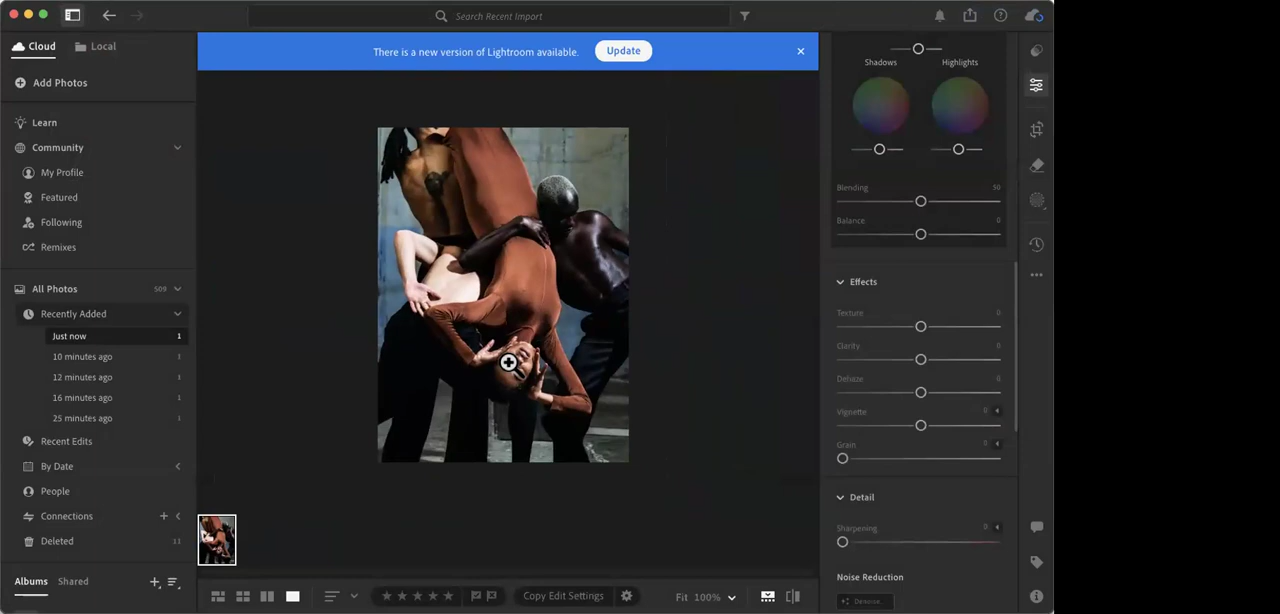 Search Recent Import
Cloud
Local
Add Photos
Learn
Community
My Profile
Featured
Following
Remixes
All Photos 509
Recently Added
Just now 1
10 minutes ago 1
12 minutes ago 1
16 minutes ago 1
25 minutes ago 1
Recent Edits
By Date
People
Connections
Deleted 11
Albums Shared
There is a new version of Lightroom available. Update
Copy Edit Settings
Fit 100%
Shadows Highlights
Blending 50
Balance 0
Effects
Texture 0
Clarity 0
Dehaze 0
Vignette 0
Grain 0
Detail
Sharpening 0
Noise Reduction
Denoise...